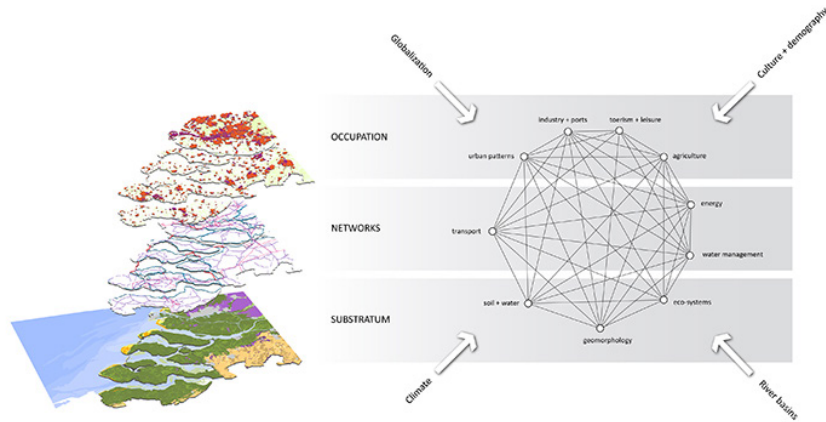 Globalization
Culture + demography
OCCUPATION
industry + ports
toerism + leisure
urban patterns
agriculture
energy
NETWORKS
transport
water management
SUBSTRATUM
soil + water
eco-systems
geomorphology
Climate
River basins